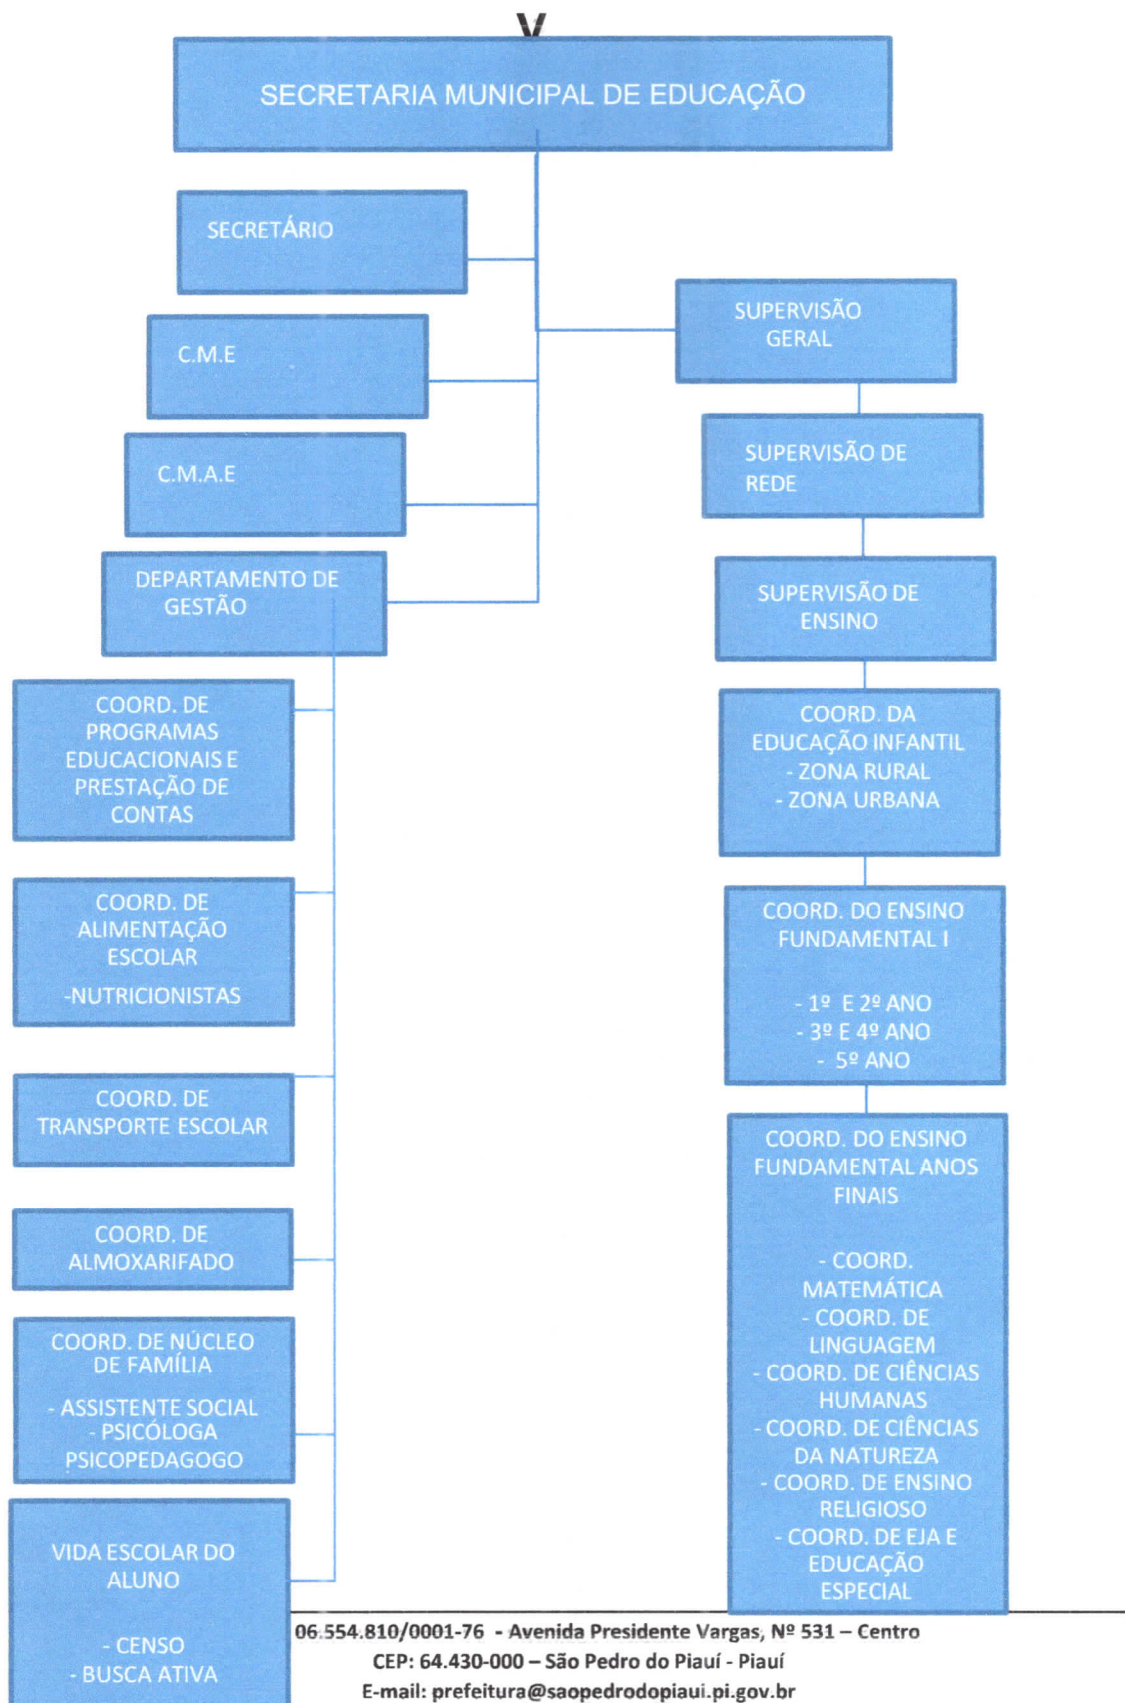 V
SECRETARIA MUNICIPAL DE EDUCAÇÃO
SECRETÁRIO
C.M.E
C.M.A.E
DEPARTAMENTO DE
GESTÃO
COORD. DE
PROGRAMAS
EDUCACIONAIS E
PRESTAÇÃO DE
CONTAS
COORD. DE
ALIMENTAÇÃO
ESCOLAR
-NUTRICIONISTAS
COORD. DE
TRANSPORTE ESCOLAR
COORD. DE
ALMOXARIFADO
COORD. DE NÚCLEO
DE FAMÍLIA
- ASSISTENTE SOCIAL
- PSICÓLOGA
PSICOPEDAGOGO
VIDA ESCOLAR DO
ALUNO
- CENSO
- BUSCA ATIVA
SUPERVISÃO
GERAL
SUPERVISÃO DE
REDE
SUPERVISÃO DE
ENSINO
COORD. DA
EDUCAÇÃO INFANTIL
- ZONA RURAL
- ZONA URBANA
COORD. DO ENSINO
FUNDAMENTAL I
- 1º E 2º ANO
- 3º E 4º ANO
- 5º ANO
COORD. DO ENSINO
FUNDAMENTAL ANOS
FINAIS
- COORD.
MATEMÁTICA
- COORD. DE
LINGUAGEM
- COORD. DE CIÊNCIAS
HUMANAS
- COORD. DE CIÊNCIAS
DA NATUREZA
- COORD. DE ENSINO
RELIGIOSO
- COORD. DE EJA E
EDUCAÇÃO
ESPECIAL
06.554.810/0001-76 - Avenida Presidente Vargas, Nº 531 – Centro
CEP: 64.430-000 – São Pedro do Piauí - Piauí
E-mail: prefeitura@saopedrodopiaui.pi.gov.br